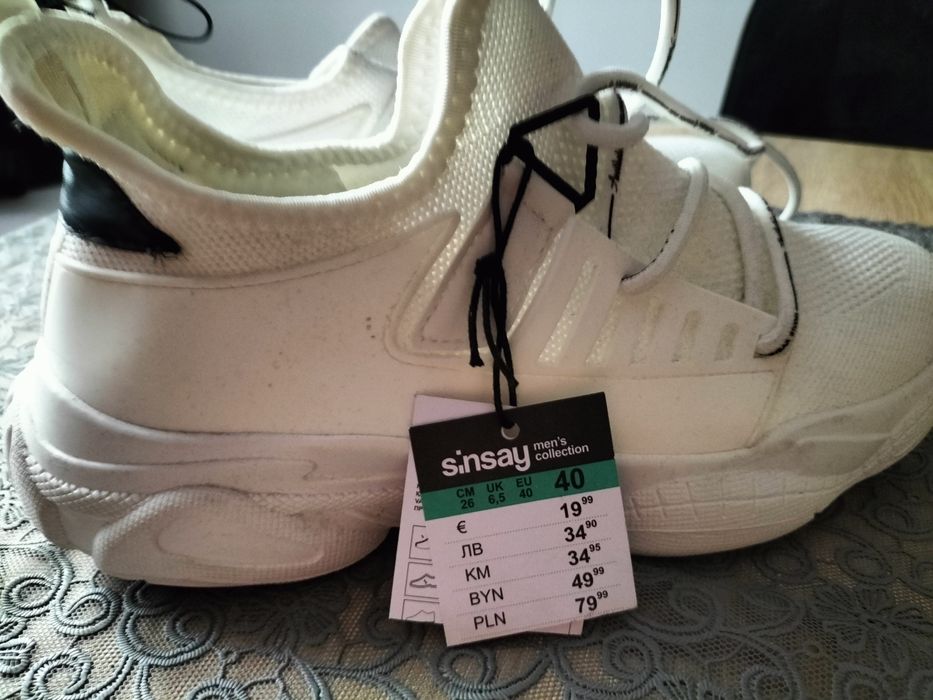 sinsay men's
collection
CM UK EU 40
26 6,5 40
€ 19⁹⁹
ЛВ 34⁹⁰
KM 34⁹⁵
BYN 49⁹⁹
PLN 79⁹⁹